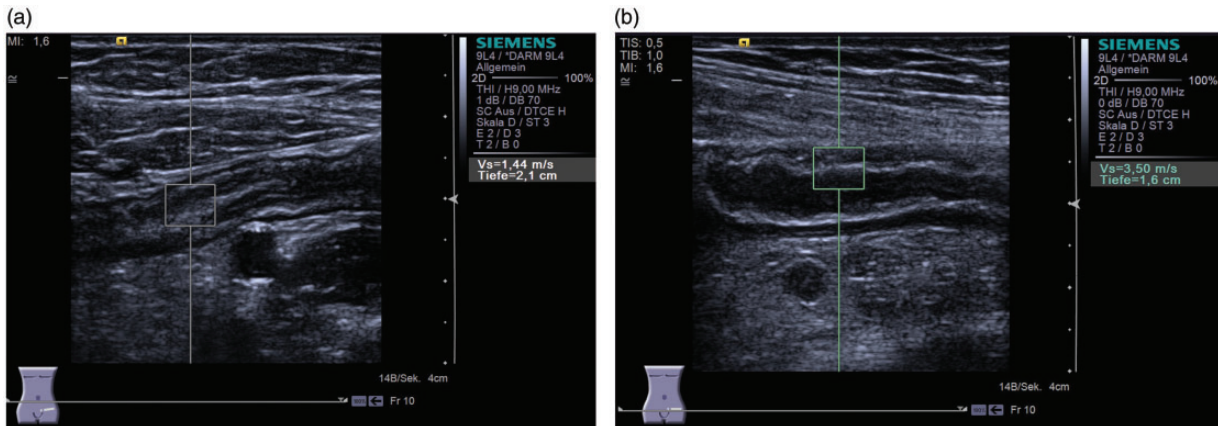 (a)
MI: 1,6
SIEMENS
9L4 / *DARM 9L4
Allgemein
2D 100%
THI / H9,00 MHz
1 dB / DB 70
SC Aus / DTCE H
Skala D / ST 3
E 2 / D 3
T 2 / B 0
Vs=1,44 m/s
Tiefe=2,1 cm
14B/Sek. 4cm
Fr 10
(b)
TIS: 0,5
TIB: 1,0
MI: 1,6
SIEMENS
9L4 / *DARM 9L4
Allgemein
2D 100%
THI / H9,00 MHz
0 dB / DB 70
SC Aus / DTCE H
Skala D / ST 3
E 2 / D 3
T 2 / B 0
Vs=3,50 m/s
Tiefe=1,6 cm
14B/Sek. 4cm
Fr 10